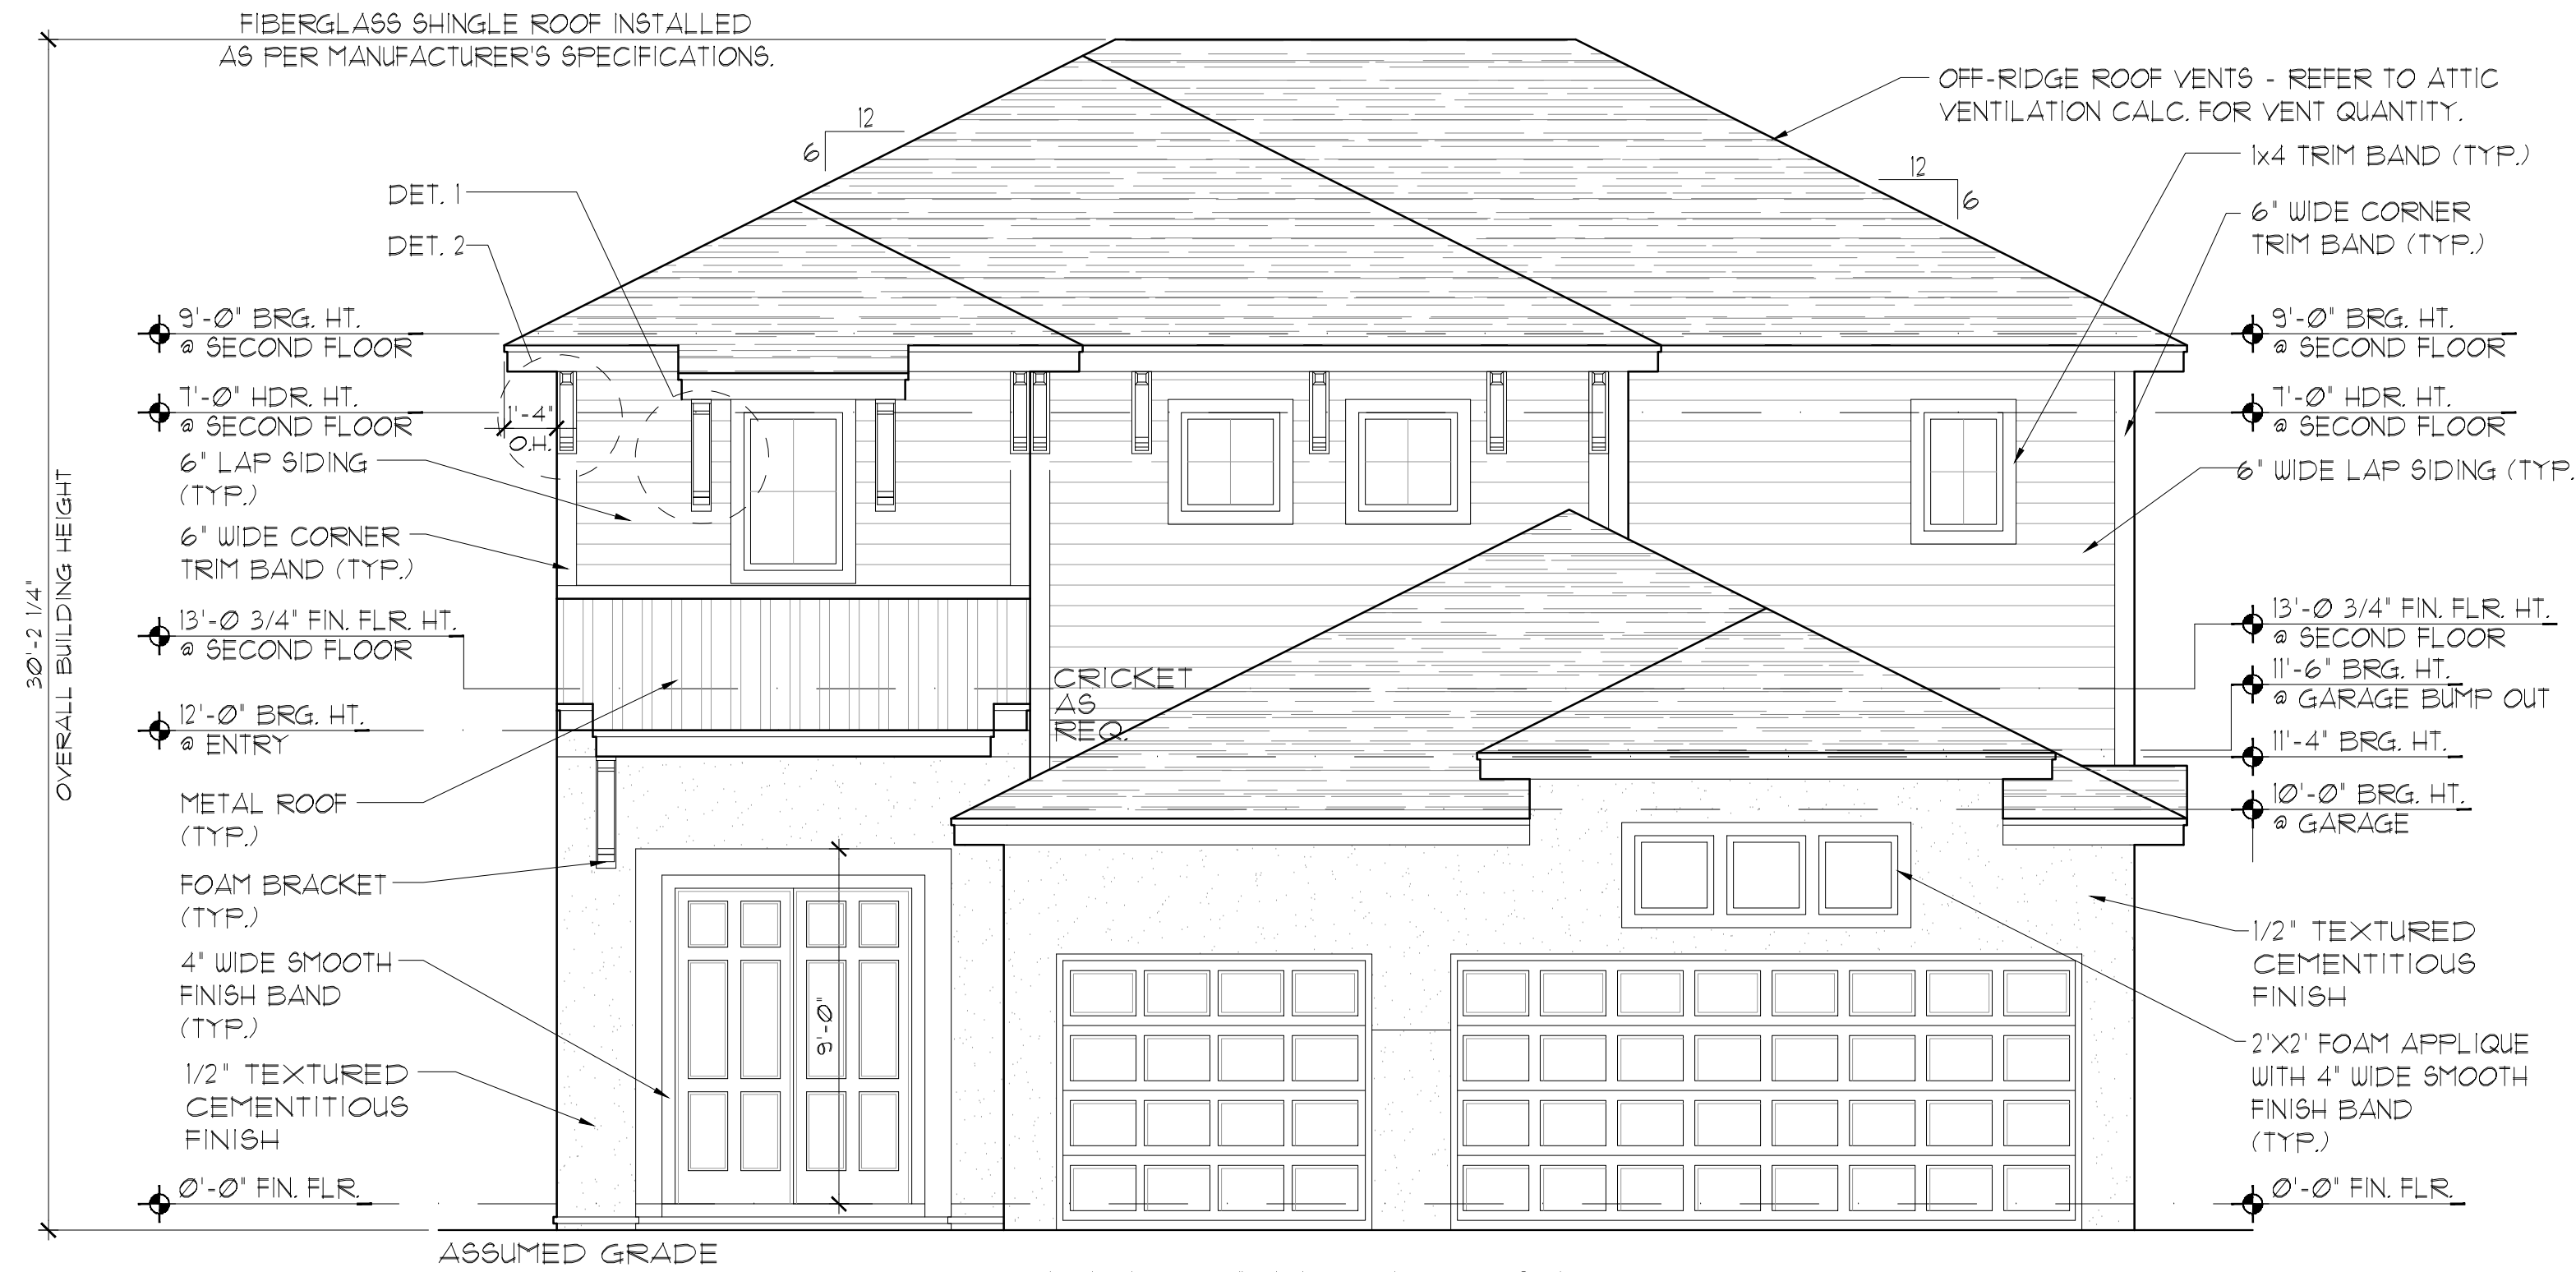 FIBERGLASS SHINGLE ROOF INSTALLED
AS PER MANUFACTURER'S SPECIFICATIONS.
12
6
DET. 1
DET. 2
9'-0" BRG. HT.
@ SECOND FLOOR
7'-0" HDR. HT.
@ SECOND FLOOR
1'-4"
O.H.
6" LAP SIDING
(TYP.)
6" WIDE CORNER
TRIM BAND (TYP.)
13'-0 3/4" FIN. FLR. HT.
@ SECOND FLOOR
12'-0" BRG. HT.
@ ENTRY
METAL ROOF
(TYP.)
FOAM BRACKET
(TYP.)
4" WIDE SMOOTH
FINISH BAND
(TYP.)
1/2" TEXTURED
CEMENTITIOUS
FINISH
0'-0" FIN. FLR.
ASSUMED GRADE
30'-2 1/4"
OVERALL BUILDING HEIGHT
9'-0"
CRICKET
AS
REQ.
OFF-RIDGE ROOF VENTS - REFER TO ATTIC
VENTILATION CALC. FOR VENT QUANTITY.
1x4 TRIM BAND (TYP.)
12
6
6" WIDE CORNER
TRIM BAND (TYP.)
9'-0" BRG. HT.
@ SECOND FLOOR
7'-0" HDR. HT.
@ SECOND FLOOR
6" WIDE LAP SIDING (TYP.
13'-0 3/4" FIN. FLR. HT.
@ SECOND FLOOR
11'-6" BRG. HT.
@ GARAGE BUMP OUT
11'-4" BRG. HT.
10'-0" BRG. HT.
@ GARAGE
1/2" TEXTURED
CEMENTITIOUS
FINISH
2'X2' FOAM APPLIQUE
WITH 4" WIDE SMOOTH
FINISH BAND
(TYP.)
0'-0" FIN. FLR.